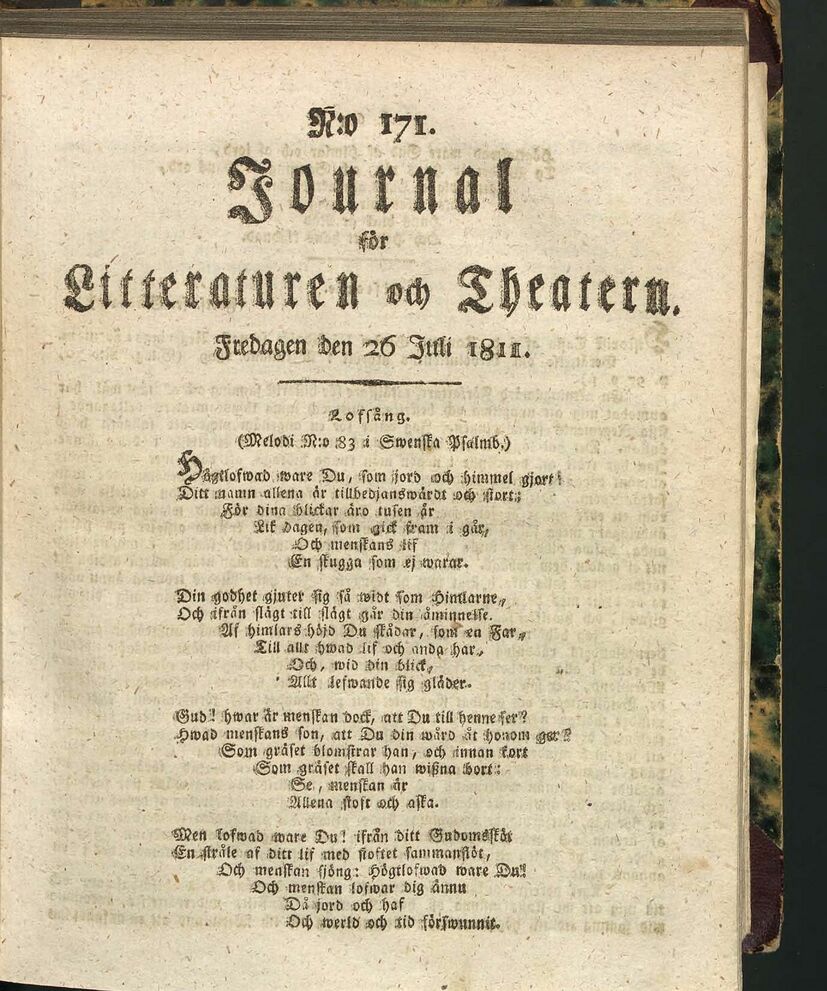 N:o 171.
Journal
för
Litteraturen och Theatern.
Fredagen den 26 Juli 1811.
Lofsång.
(Melodi N:o 83 i Swenska Psalmb.)
Högtlofwad ware Du, som jord och himmel gjort!
Ditt namn allena är tillbedjanswärdt och stort;
För dina blickar äro tusen år
Lik dagen, som gick fram i går,
Och menskans lif
En skugga som ej warar.
Din godhet gjuter sig så widt som Himlarne,
Och ifrån slägt till slägt går din åminnelse.
Af himlars höjd Du skådar, som en Far,
Till allt hwad lif och anda har,
Och, wid din blick,
Allt lefwande sig gläder.
Gud! hwar är menskan dock, att Du till henne ser?
Hwad menskans son, att Du din wård åt honom ger?
Som gräset blomstrar han, och innan kort
Som gräset skall han wißna bort:
Se, menskan är
Allena stoft och aska.
Men lofwad ware Du! ifrån ditt Gudomssköt
En stråle af ditt lif med stoftet sammanstöt,
Och menskan sjöng: Högtlofwad ware Du!
Och menskan lofwar dig ännu
Då jord och haf
Och werld och tid förswunnit.